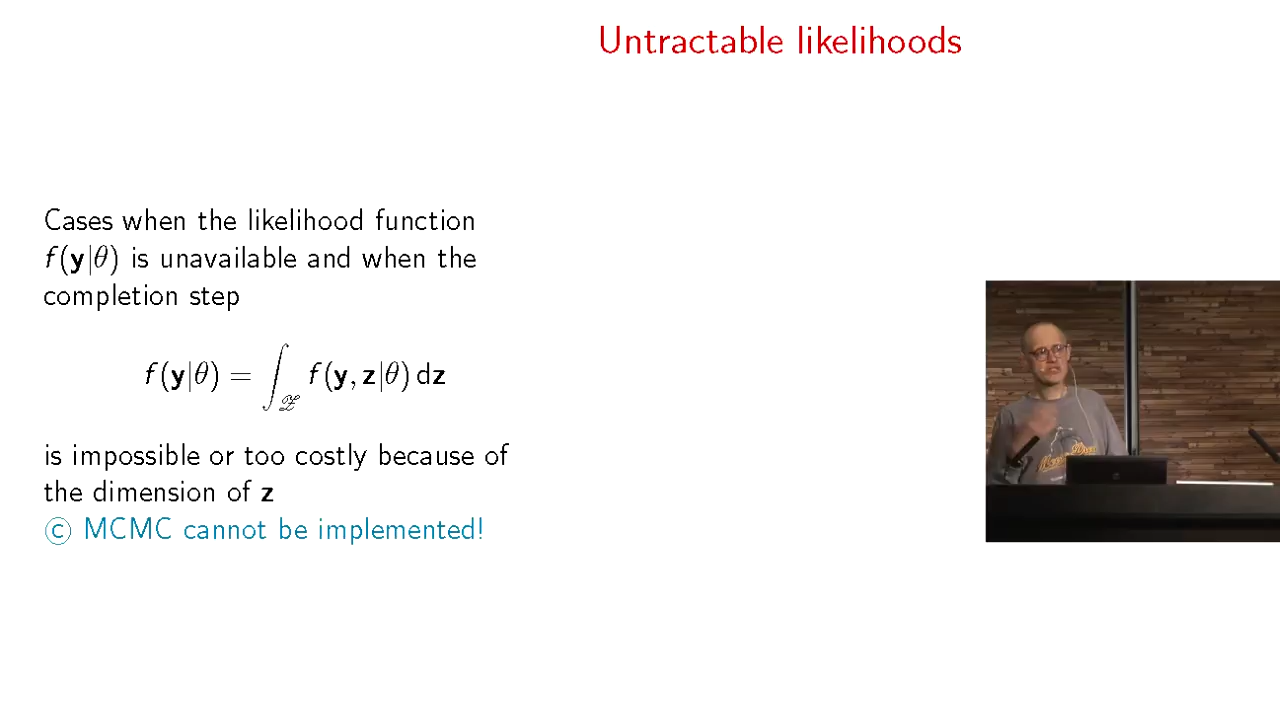 Untractable likelihoods
Cases when the likelihood function
f(y|θ) is unavailable and when the
completion step
f(y|θ) = ∫_𝒵 f(y, z|θ) dz
is impossible or too costly because of
the dimension of z
© MCMC cannot be implemented!